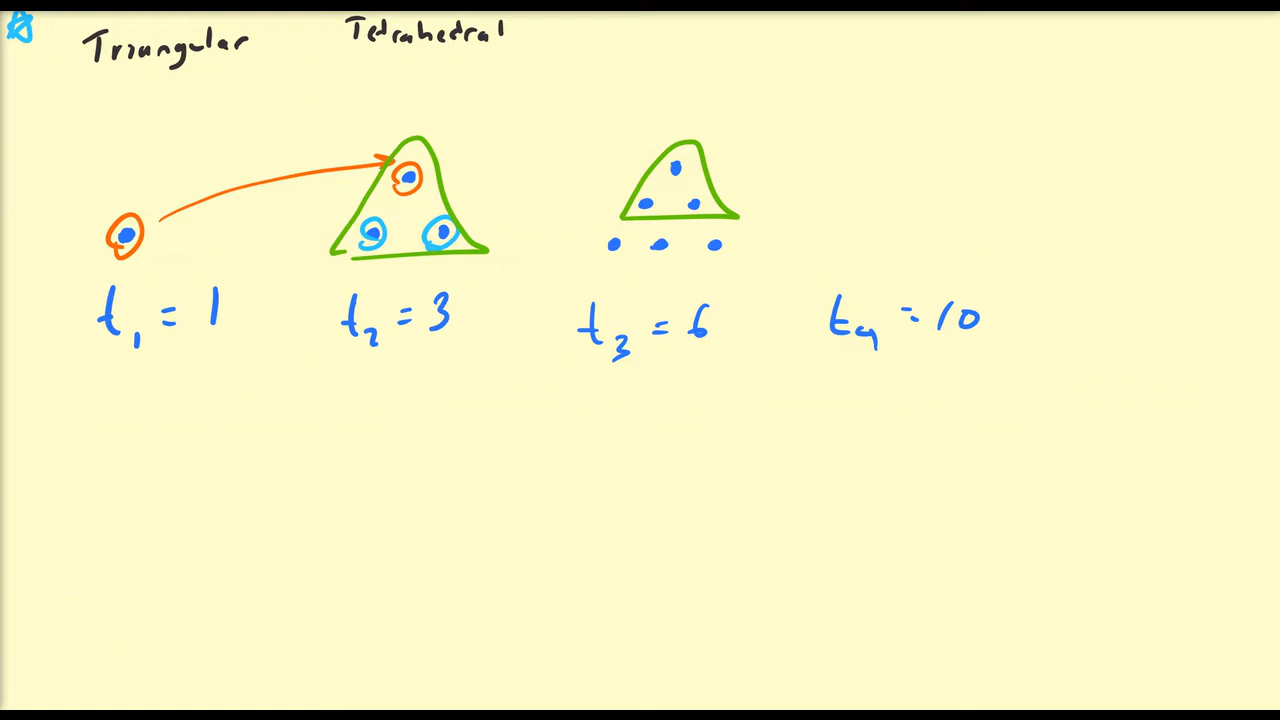 Triangular Tetrahedral
t₁ = 1 t₂ = 3 t₃ = 6 t₄ = 10